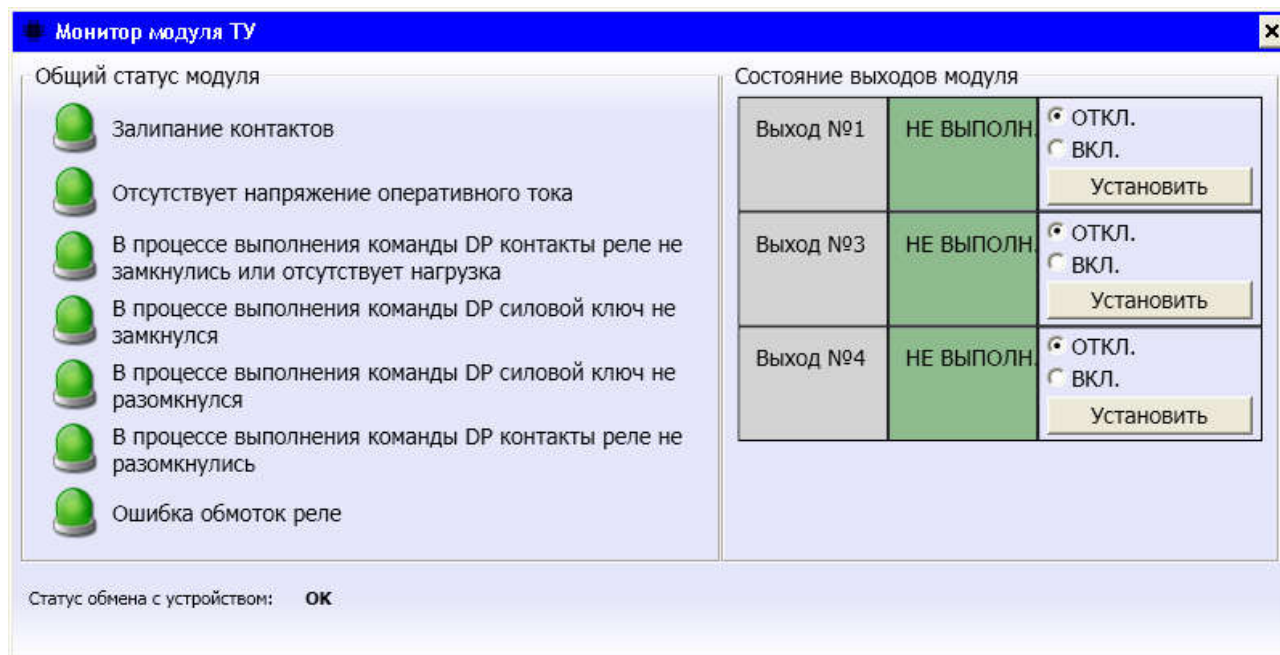 Монитор модуля ТУ
Общий статус модуля
Залипание контактов
Отсутствует напряжение оперативного тока
В процессе выполнения команды DP контакты реле не
замкнулись или отсутствует нагрузка
В процессе выполнения команды DP силовой ключ не
замкнулся
В процессе выполнения команды DP силовой ключ не
разомкнулся
В процессе выполнения команды DP контакты реле не
разомкнулись
Ошибка обмоток реле
Состояние выходов модуля
Выход №1 НЕ ВЫПОЛН. ОТКЛ.
ВКЛ.
Установить
Выход №3 НЕ ВЫПОЛН. ОТКЛ.
ВКЛ.
Установить
Выход №4 НЕ ВЫПОЛН. ОТКЛ.
ВКЛ.
Установить
Статус обмена с устройством: OK